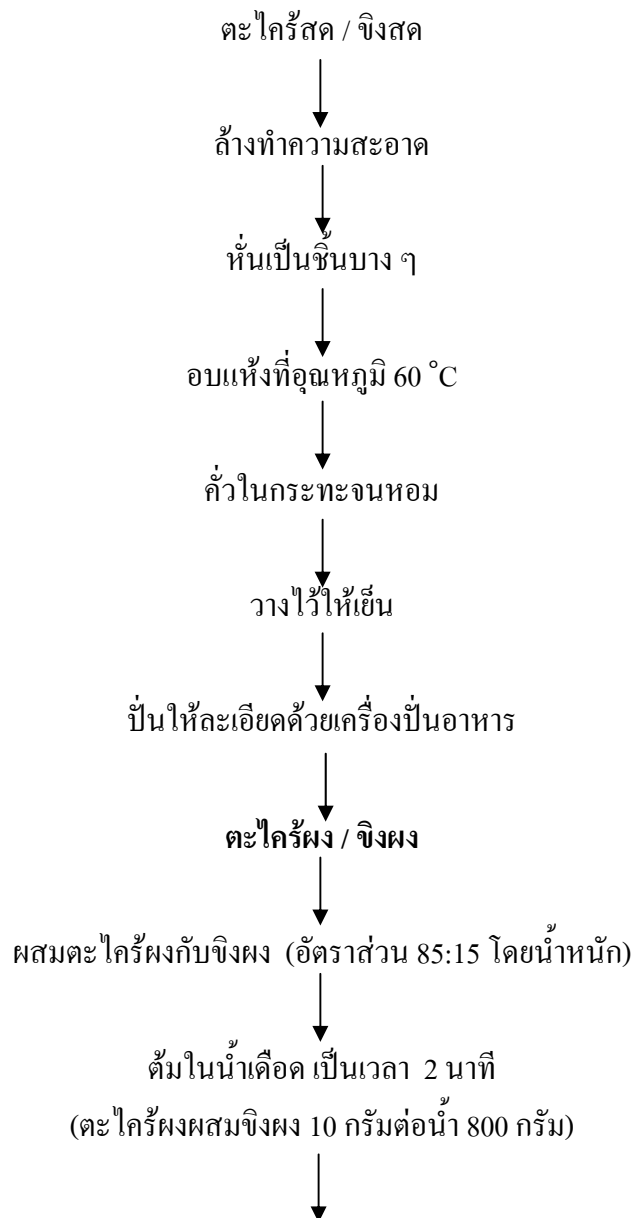 ตะไคร้สด / ขิงสด
ล้างทำความสะอาด
หั่นเป็นชิ้นบาง ๆ
อบแห้งที่อุณหภูมิ 60 °C
คั่วในกระทะจนหอม
วางไว้ให้เย็น
ปั่นให้ละเอียดด้วยเครื่องปั่นอาหาร
ตะไคร้ผง / ขิงผง
ผสมตะไคร้ผงกับขิงผง (อัตราส่วน 85:15 โดยน้ำหนัก)
ต้มในน้ำเดือด เป็นเวลา 2 นาที
(ตะไคร้ผงผสมขิงผง 10 กรัมต่อน้ำ 800 กรัม)